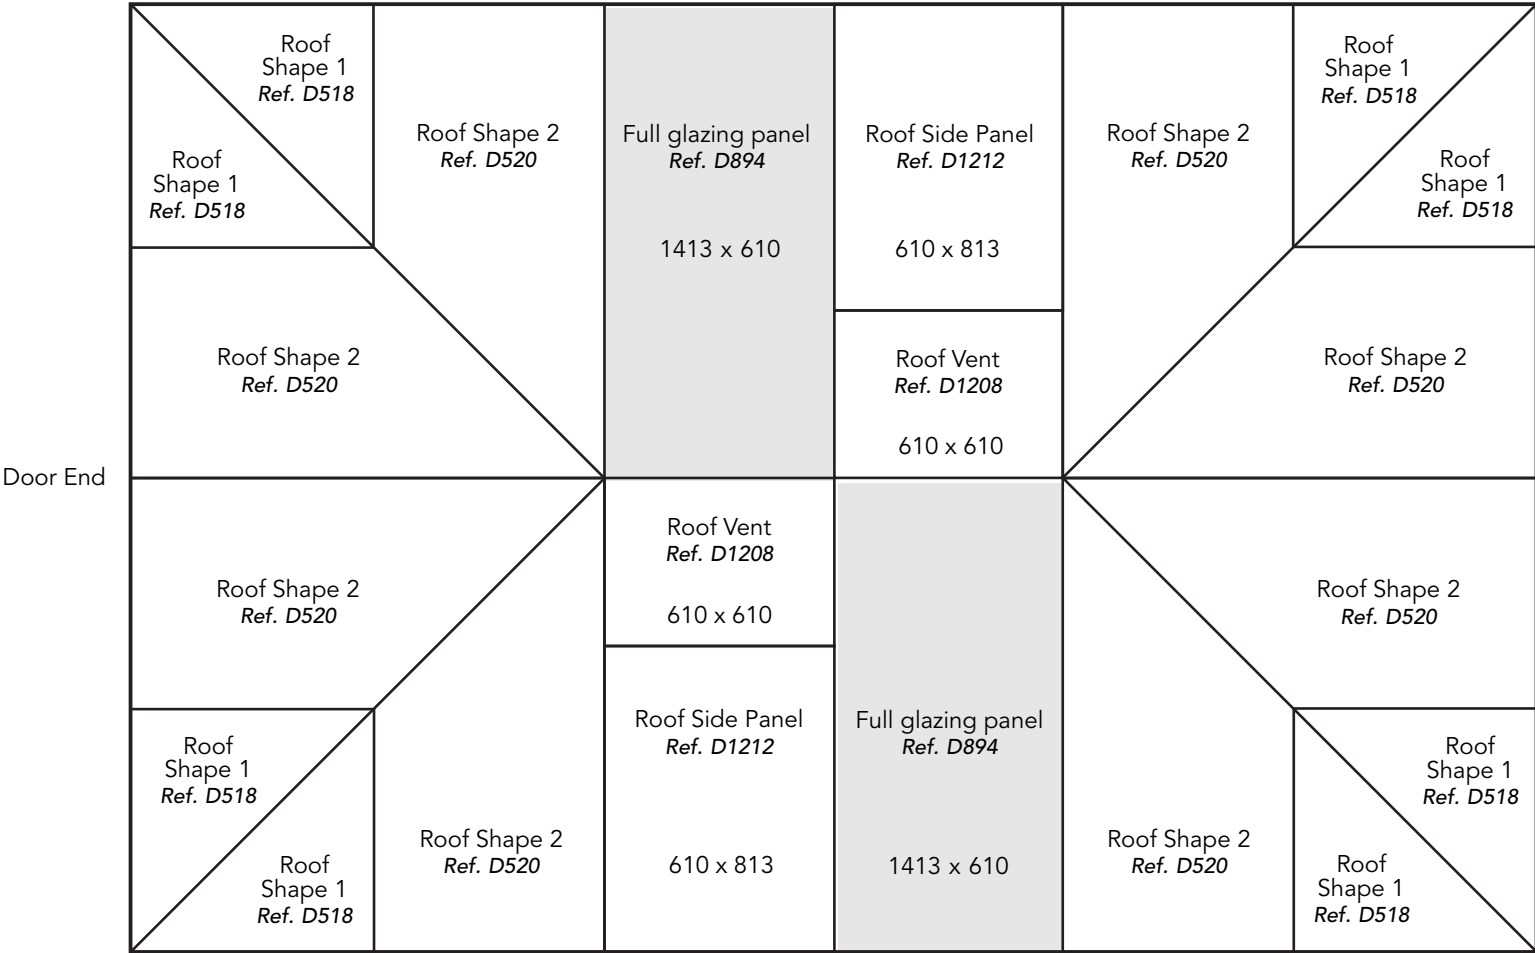 Roof
Shape 1
Ref. D518
Roof
Shape 1
Ref. D518
Roof Shape 2
Ref. D520
Full glazing panel
Ref. D894
1413 x 610
Roof Side Panel
Ref. D1212
610 x 813
Roof Shape 2
Ref. D520
Roof
Shape 1
Ref. D518
Roof
Shape 1
Ref. D518
Roof Shape 2
Ref. D520
Roof Vent
Ref. D1208
610 x 610
Roof Shape 2
Ref. D520
Door End
Roof Shape 2
Ref. D520
Roof Vent
Ref. D1208
610 x 610
Roof Shape 2
Ref. D520
Roof
Shape 1
Ref. D518
Roof
Shape 1
Ref. D518
Roof Shape 2
Ref. D520
Roof Side Panel
Ref. D1212
610 x 813
Full glazing panel
Ref. D894
1413 x 610
Roof Shape 2
Ref. D520
Roof
Shape 1
Ref. D518
Roof
Shape 1
Ref. D518